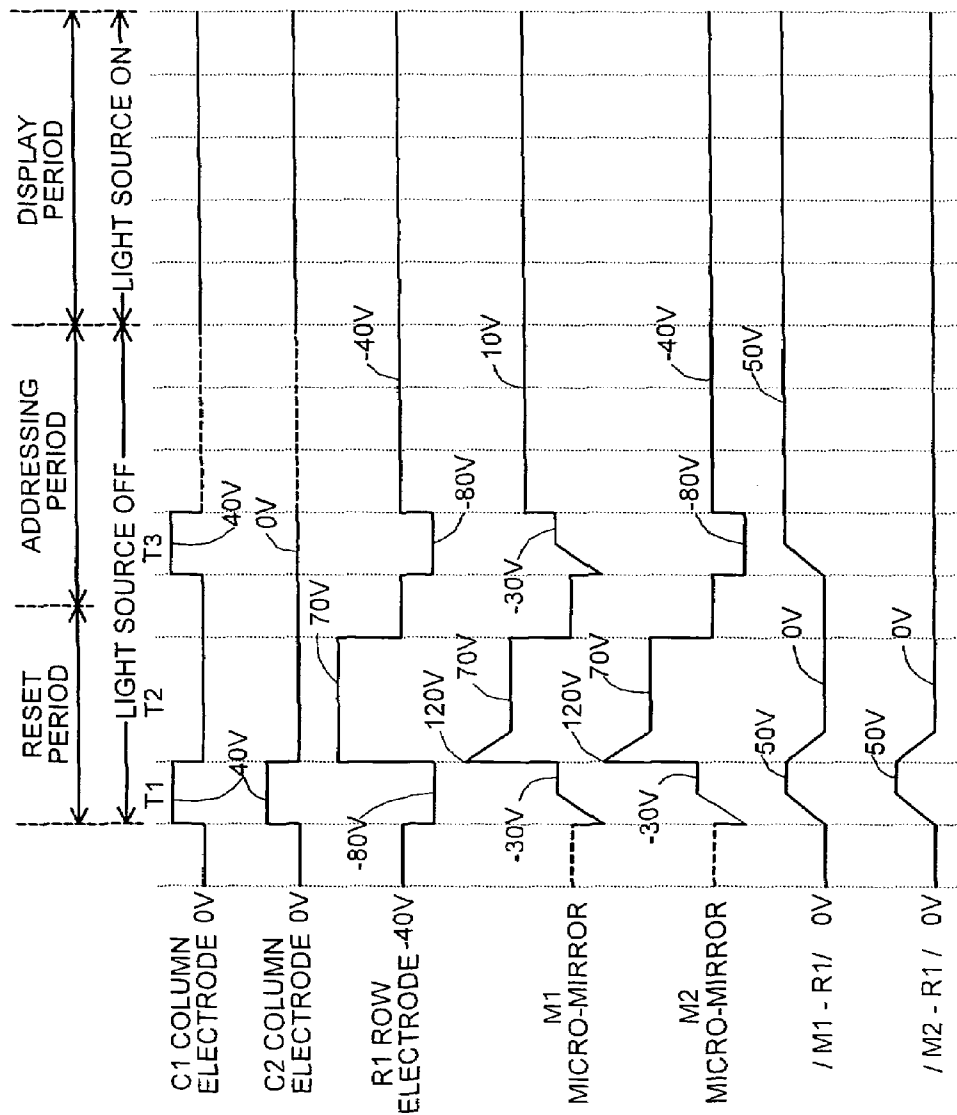 RESET
PERIOD
ADDRESSING
PERIOD
DISPLAY
PERIOD
LIGHT SOURCE OFF
LIGHT SOURCE ON
T1
T2
T3
C1 COLUMN
ELECTRODE 0V
40V
40V
C2 COLUMN
ELECTRODE 0V
0V
R1 ROW
ELECTRODE -40V
-80V
70V
-80V
-40V
M1
MICRO-MIRROR
-30V
120V
70V
-30V
-10V
M2
MICRO-MIRROR
-30V
120V
70V
-80V
-40V
/ M1 - R1/ 0V
50V
0V
50V
/ M2 - R1 / 0V
50V
0V